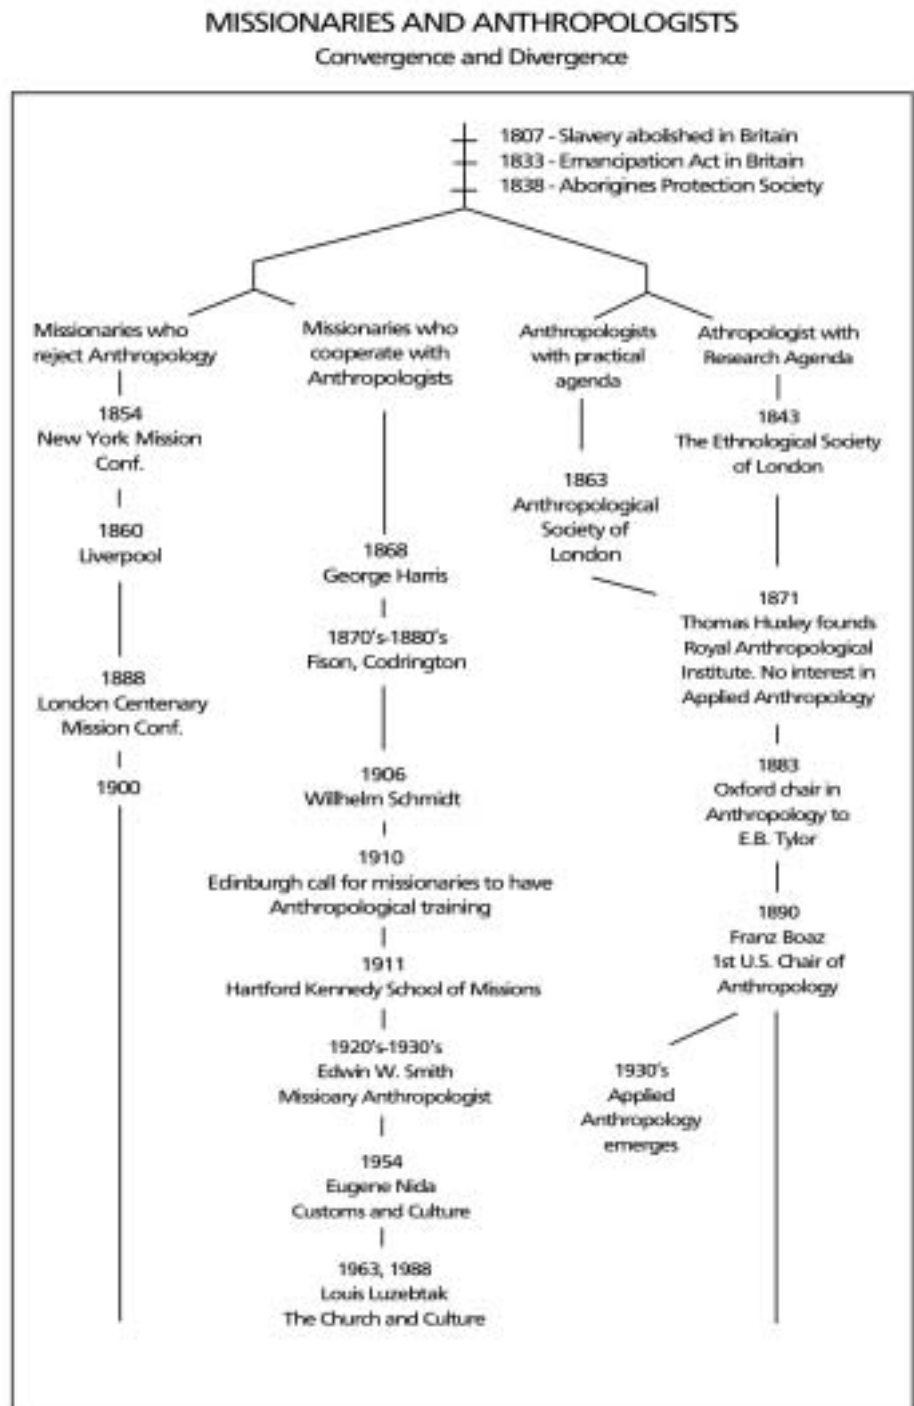 MISSIONARIES AND ANTHROPOLOGISTS
Convergence and Divergence
1807 - Slavery abolished in Britain
1833 - Emancipation Act in Britain
1838 - Aborigines Protection Society
Missionaries who
reject Anthropology
1854
New York Mission
Conf.
1860
Liverpool
1888
London Centenary
Mission Conf.
1900
Missionaries who
cooperate with
Anthropologists
1868
George Harris
1870's-1880's
Fison, Codrington
1906
Willhelm Schmidt
1910
Edinburgh call for missionaries to have
Anthropological training
1911
Hartford Kennedy School of Missions
1920's-1930's
Edwin W. Smith
Missioary Anthropologist
1954
Eugene Nida
Customs and Culture
1963, 1988
Louis Luzebtak
The Church and Culture
Anthropologists
with practical
agenda
1863
Anthropological
Society of
London
Athropologist with
Research Agenda
1843
The Ethnological Society
of London
1871
Thomas Huxley founds
Royal Anthropological
Institute. No interest in
Applied Anthropology
1883
Oxford chair in
Anthropology to
E.B. Tylor
1890
Franz Boaz
1st U.S. Chair of
Anthropology
1930's
Applied
Anthropology
emerges